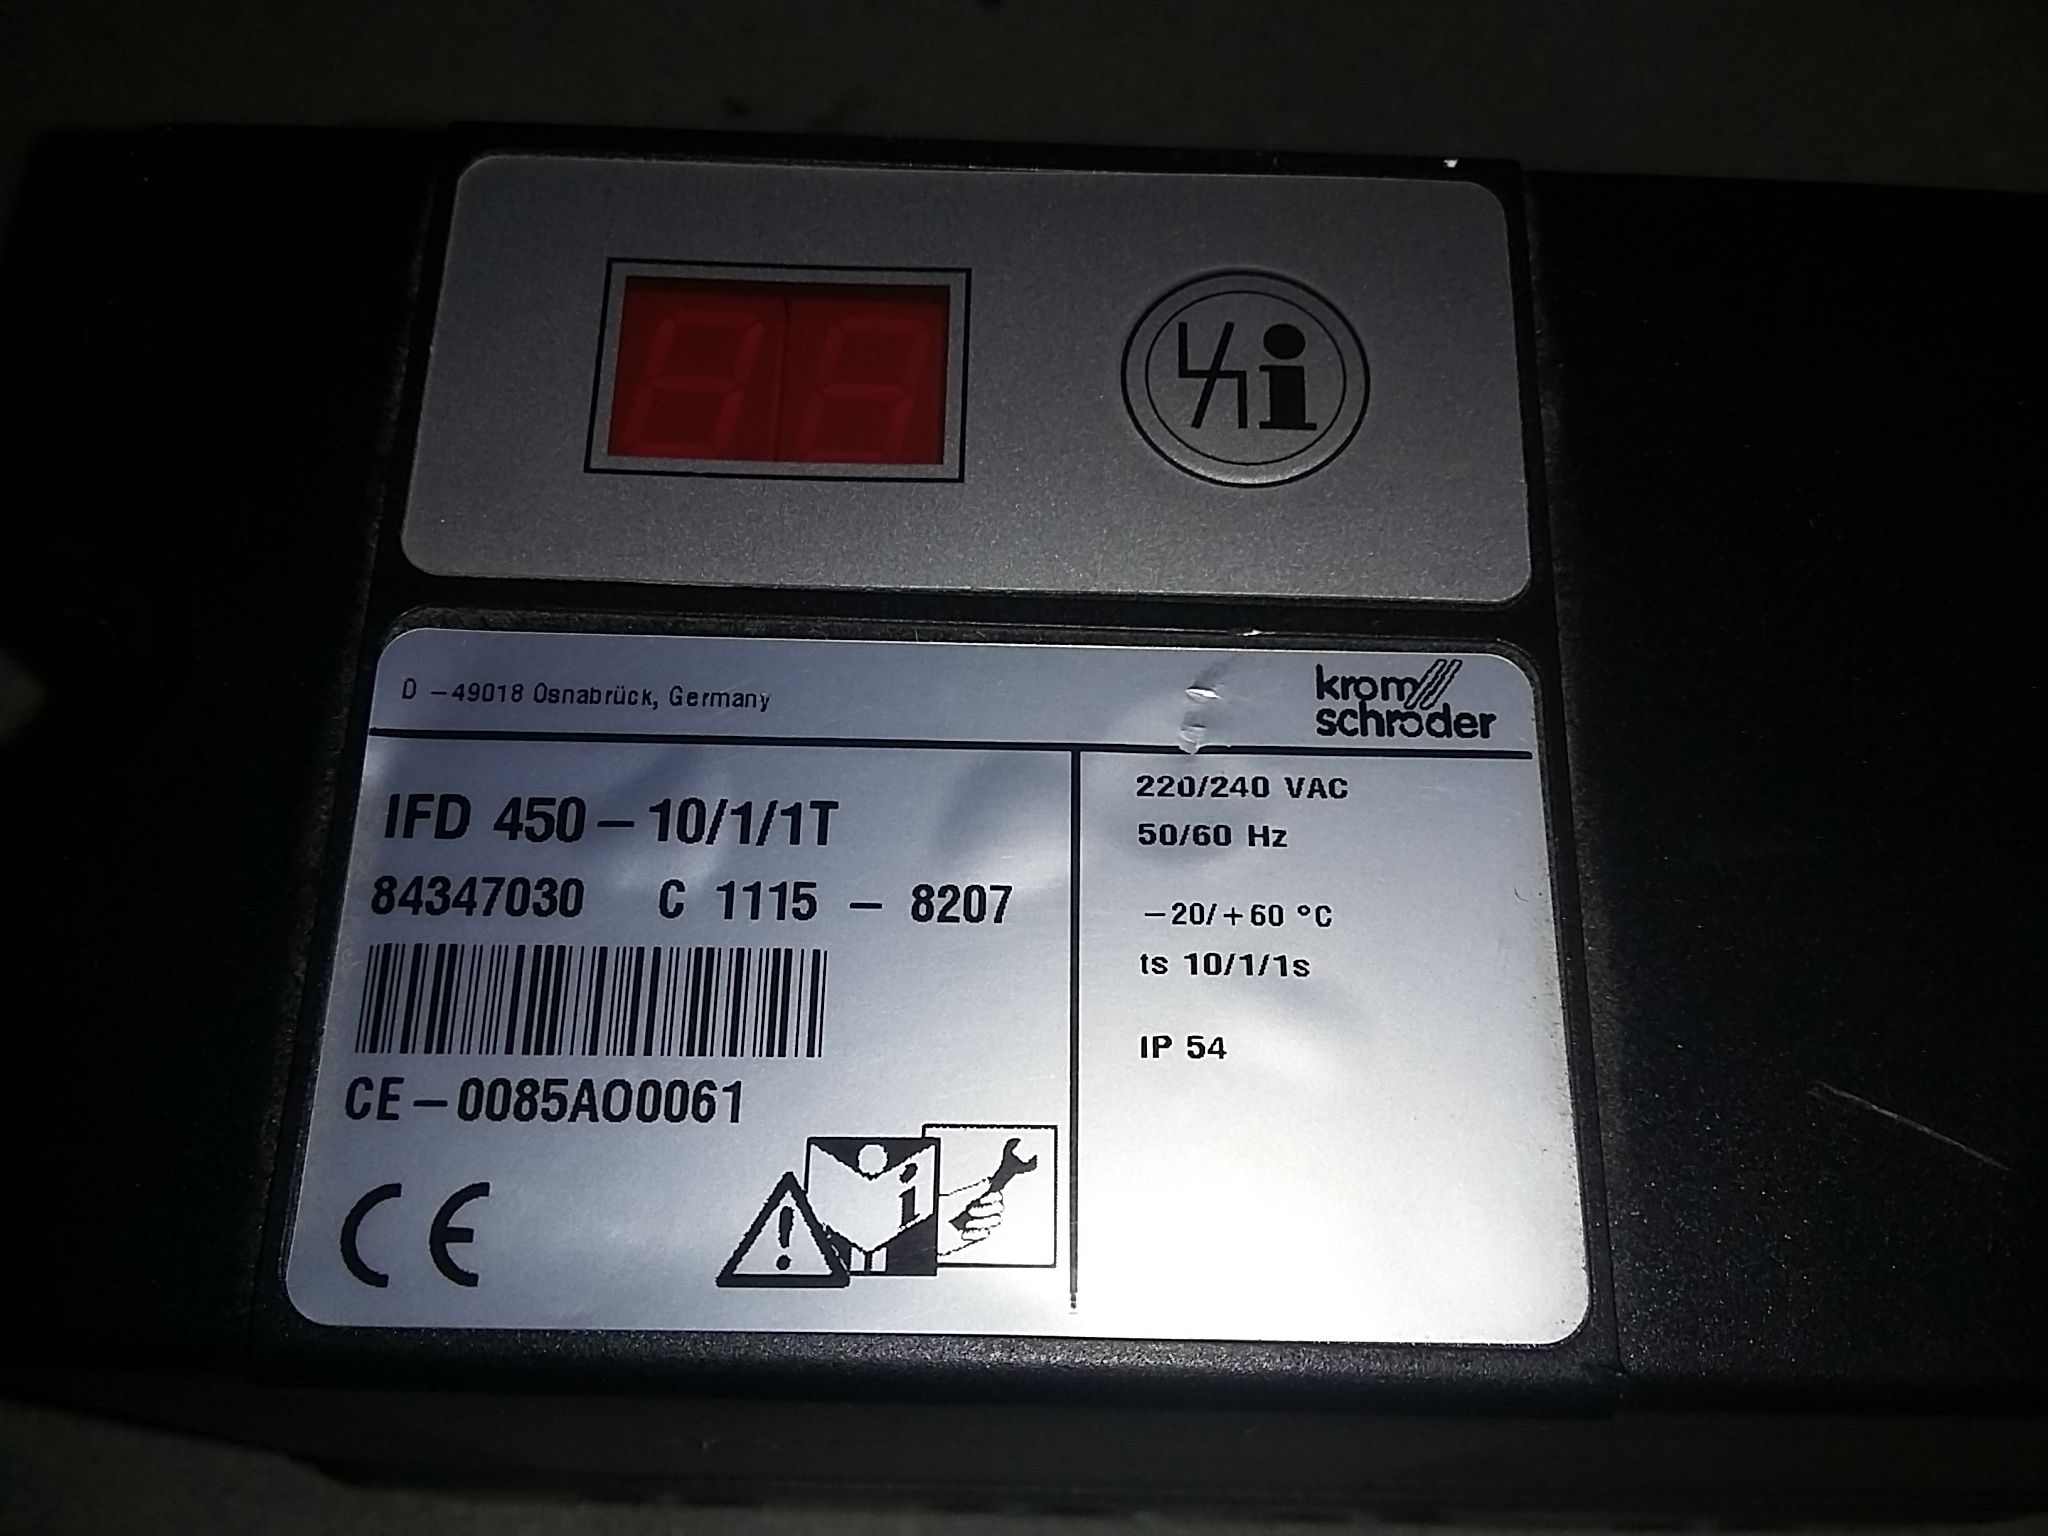 i
D -49018 Osnabrück, Germany
krom
schröder
IFD 450-10/1/1T
84347030 C 1115 - 8207
CE-0085AO0061
CE
i
220/240 VAC
50/60 Hz
-20/+60 °C
ts 10/1/1s
IP 54